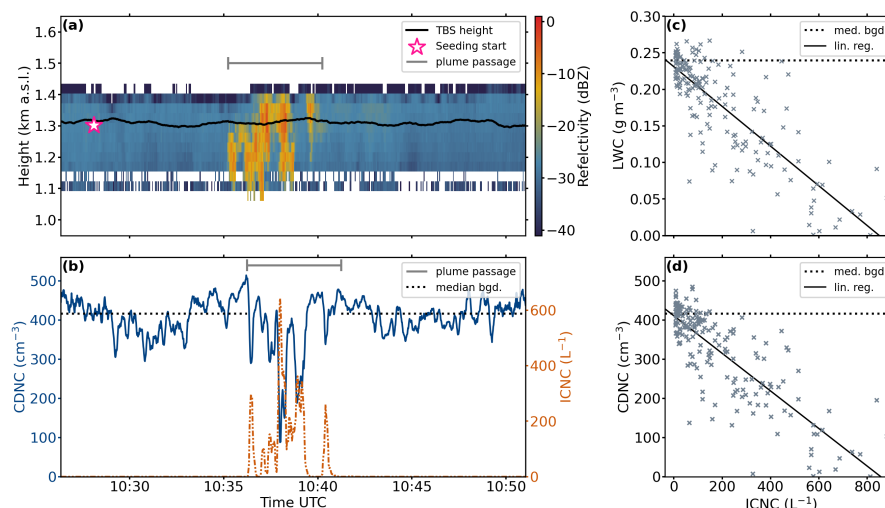 (a)
TBS height
Seeding start
plume passage
1.6
1.5
1.4
1.3
1.2
1.1
1.0
Height (km a.s.l.)
0
−10
−20
−30
−40
Refelctivity (dBZ)
(c)
med. bgd.
lin. reg.
0.30
0.25
0.20
0.15
0.10
0.05
0.00
LWC (g m⁻³)
(b)
plume passage
median bgd.
500
400
300
200
100
0
CDNC (cm⁻³)
600
400
200
0
ICNC (L⁻¹)
10:30
10:35
10:40
10:45
10:50
Time UTC
(d)
med. bgd.
lin. reg.
500
400
300
200
100
0
CDNC (cm⁻³)
0
200
400
600
800
ICNC (L⁻¹)